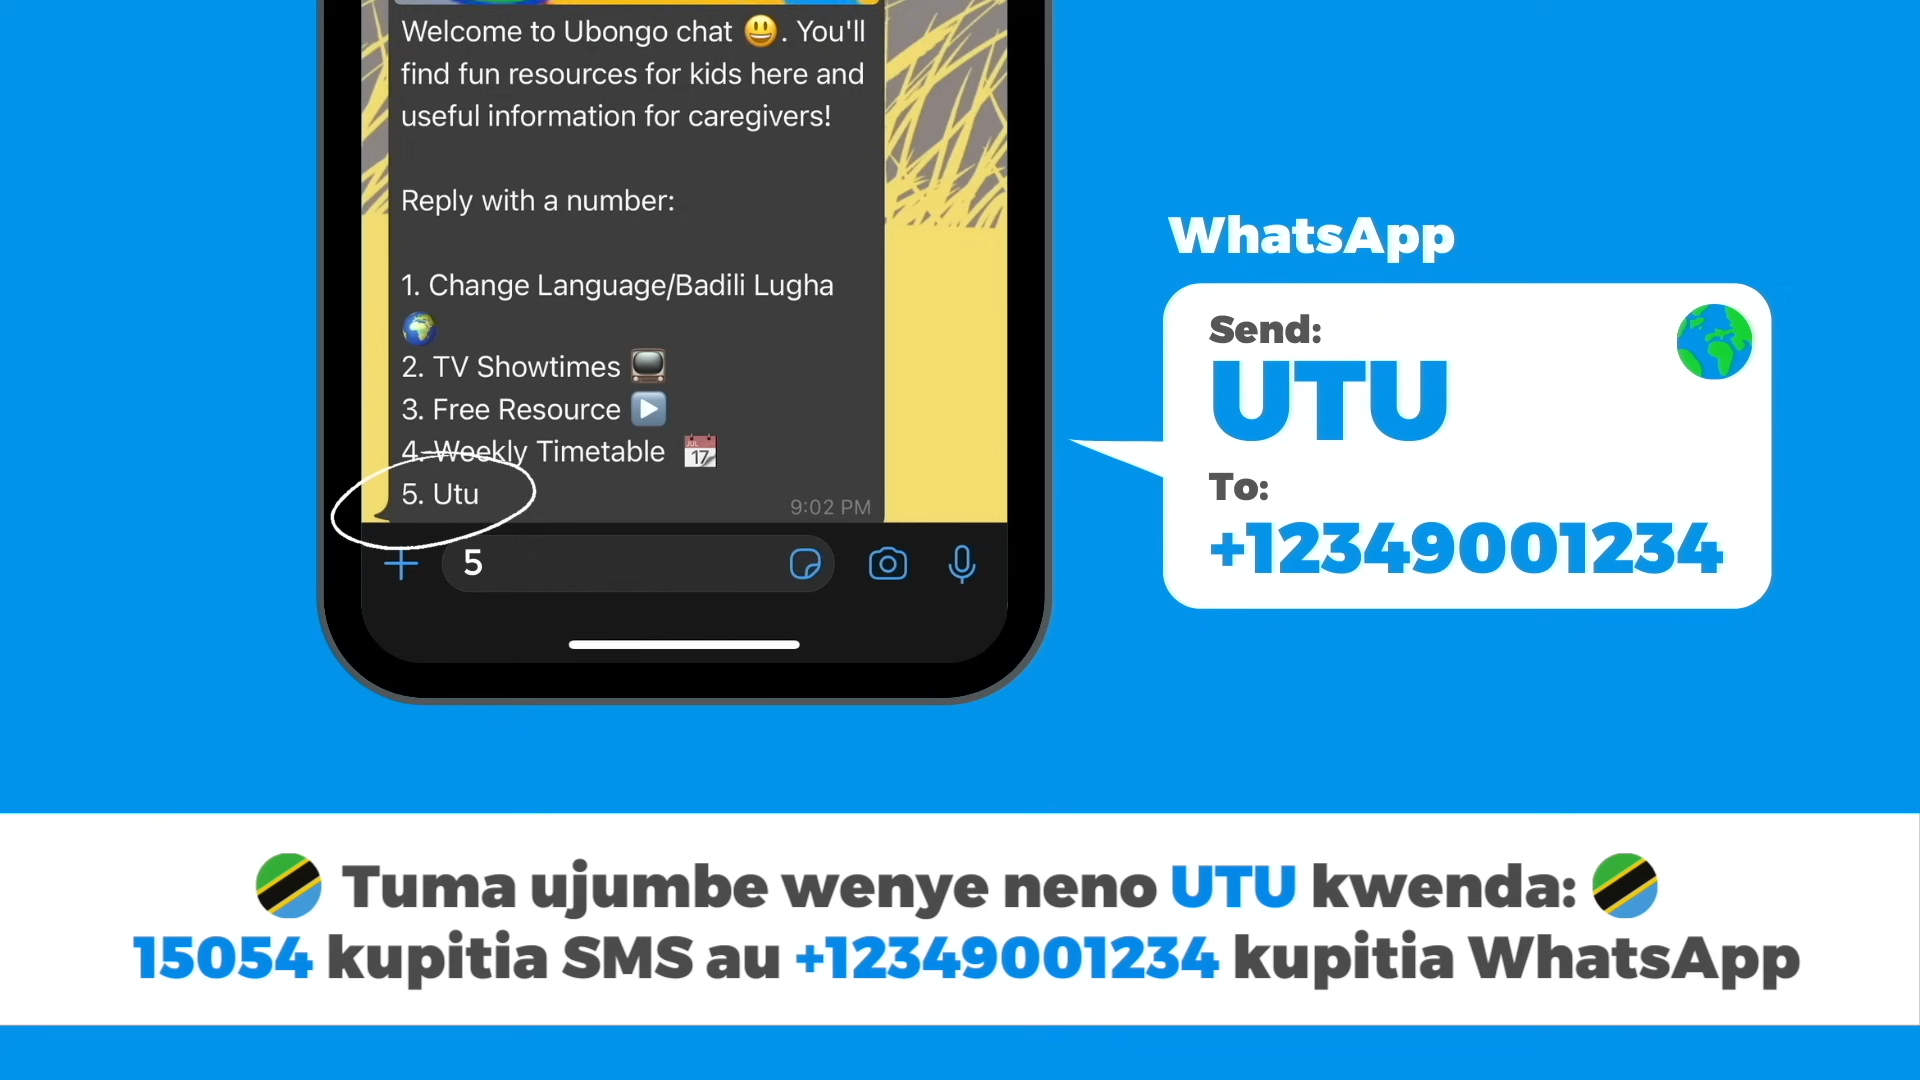 Welcome to Ubongo chat 😃. You'll
find fun resources for kids here and
useful information for caregivers!
Reply with a number:
1. Change Language/Badili Lugha
🌍
2. TV Showtimes 📺
3. Free Resource ▶️
4. Weekly Timetable 📅
5. Utu
9:02 PM
5
WhatsApp
Send:
UTU
To:
+12349001234
Tuma ujumbe wenye neno UTU kwenda:
15054 kupitia SMS au +12349001234 kupitia WhatsApp